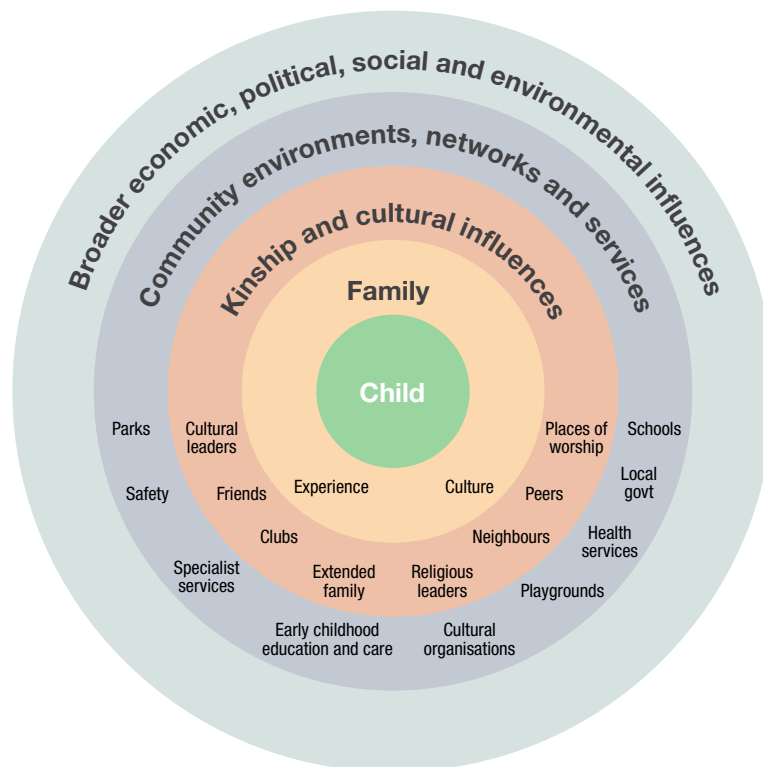 Broader economic, political, social and environmental influences
Community environments, networks and services
Kinship and cultural influences
Family
Child
Parks
Cultural
leaders
Places of
worship
Schools
Safety
Friends
Experience
Culture
Peers
Local
govt
Clubs
Neighbours
Health
services
Specialist
services
Extended
family
Religious
leaders
Playgrounds
Early childhood
education and care
Cultural
organisations